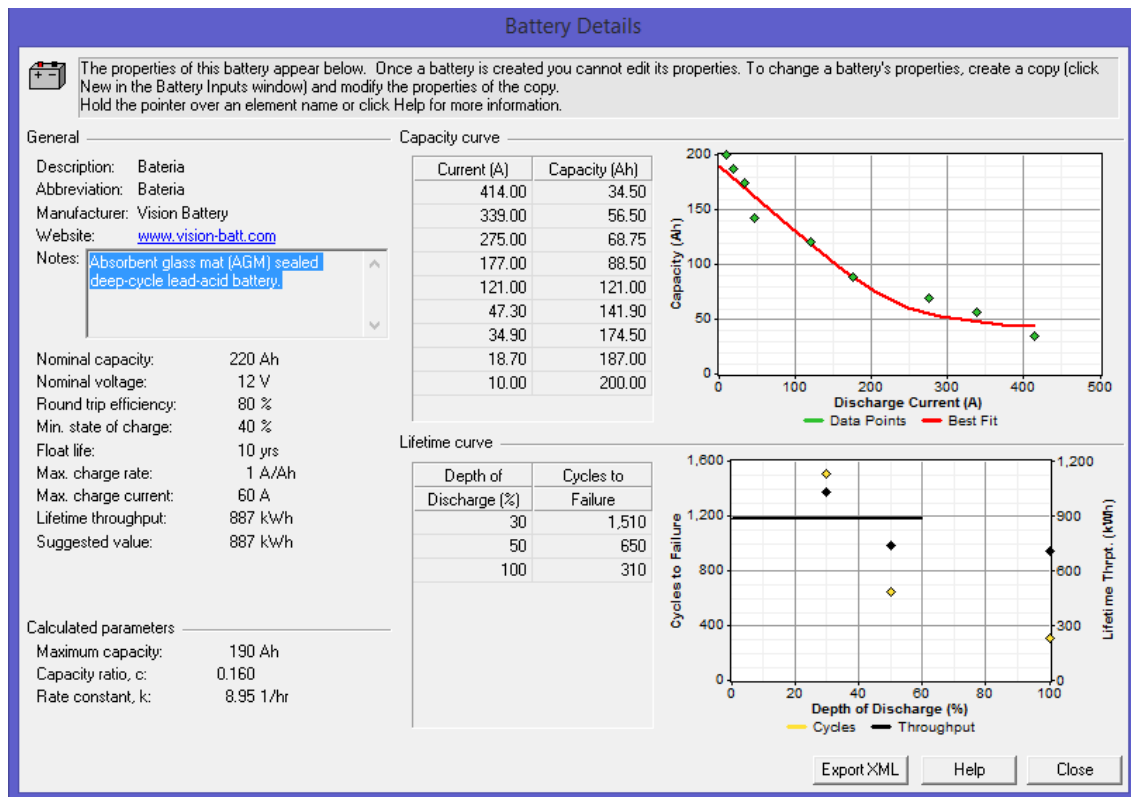 Battery Details
The properties of this battery appear below. Once a battery is created you cannot edit its properties. To change a battery's properties, create a copy (click
New in the Battery Inputs window) and modify the properties of the copy.
Hold the pointer over an element name or click Help for more information.
General
Description: Bateria
Abbreviation: Bateria
Manufacturer: Vision Battery
Website: www.vision-batt.com
Notes: Absorbent glass mat (AGM) sealed
deep-cycle lead-acid battery.
Nominal capacity: 220 Ah
Nominal voltage: 12 V
Round trip efficiency: 80 %
Min. state of charge: 40 %
Float life: 10 yrs
Max. charge rate: 1 A/Ah
Max. charge current: 60 A
Lifetime throughput: 887 kWh
Suggested value: 887 kWh
Calculated parameters
Maximum capacity: 190 Ah
Capacity ratio, c: 0.160
Rate constant, k: 8.95 1/hr
Capacity curve
Current (A) Capacity (Ah)
414.00 34.50
339.00 56.50
275.00 68.75
177.00 88.50
121.00 121.00
47.30 141.90
34.90 174.50
18.70 187.00
10.00 200.00
200
150
100
50
0
Capacity (Ah)
0 100 200 300 400 500
Discharge Current (A)
Data Points Best Fit
Lifetime curve
Depth of Cycles to
Discharge (%) Failure
30 1,510
50 650
100 310
1,600
1,200
800
400
0
Cycles to Failure
1,200
900
600
300
0
Lifetime Thrpt. (kWh)
0 20 40 60 80 100
Depth of Discharge (%)
Cycles Throughput
Export XML Help Close